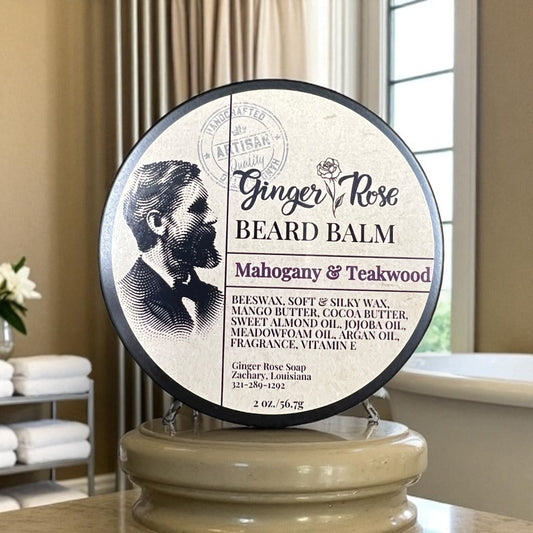 HANDCRAFTED
ARTISAN
Quality
HAN
Ginger Rose
BEARD BALM
Mahogany & Teakwood
BEESWAX, SOFT & SILKY WAX,
MANGO BUTTER, COCOA BUTTER,
SWEET ALMOND OIL, JOJOBA OIL,
MEADOWFOAM OIL, ARGAN OIL,
FRAGRANCE, VITAMIN E
Ginger Rose Soap
Zachary, Louisiana
321-289-1292
2 oz./56.7g